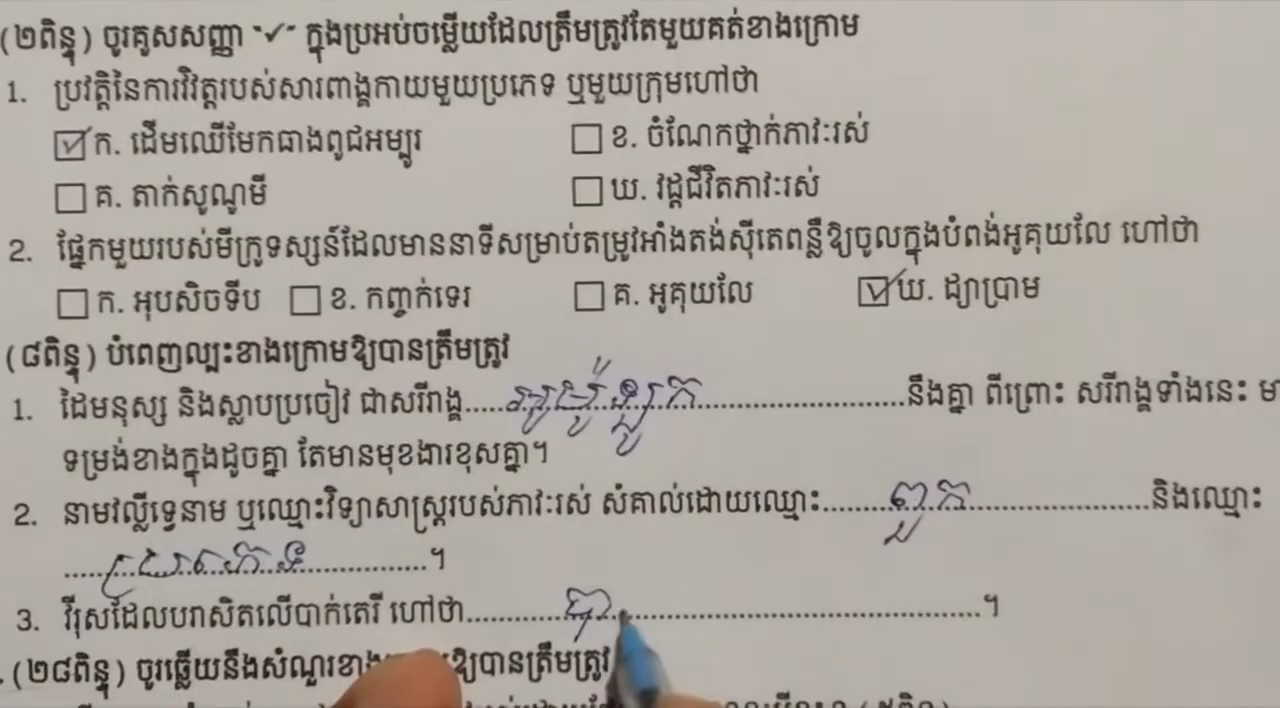 (២ពិន្ទុ) ចូរគូសសញ្ញា "✓" ក្នុងប្រអប់ចម្លើយដែលត្រឹមត្រូវតែមួយគត់ខាងក្រោម
1. ប្រវត្តិនៃការវិវត្តរបស់សារពាង្គកាយមួយប្រភេទ ឬមួយក្រុមហៅថា
☑ ក. ដើមឈើមែកធាងពូជអម្បូរ ☐ ខ. ចំណែកថ្នាក់ភាវៈរស់
☐ គ. តាក់សូណូមី ☐ ឃ. វដ្តជីវិតភាវៈរស់
2. ផ្នែកមួយរបស់មីក្រូទស្សន៍ដែលមាននាទីសម្រាប់តម្រូវអាំងតង់ស៊ីតេពន្លឺឱ្យចូលក្នុងបំពង់អូគុយលែ ហៅថា
☐ ក. អុបសិចទីប ☐ ខ. កញ្ចក់ទេរ ☐ គ. អូគុយលែ ☑ ឃ. ដ្យាប្រាម
(៨ពិន្ទុ) បំពេញល្បះខាងក្រោមឱ្យបានត្រឹមត្រូវ
1. ដៃមនុស្ស និងស្លាបប្រចៀវ ជាសរីរាង្គ.....អូម៉ូឡូក....................នឹងគ្នា ពីព្រោះ សរីរាង្គទាំងនេះ ម
ទម្រង់ខាងក្នុងដូចគ្នា តែមានមុខងារខុសគ្នា។
2. នាមវល្លីទ្វេនាម ឬឈ្មោះវិទ្យាសាស្ត្ររបស់ភាវៈរស់ សំគាល់ដោយឈ្មោះ........ពួក....................និងឈ្មោះ
.....ប្រភេទ...............។
3. វីរុសដែលបរាសិតលើបាក់តេរី ហៅថា............បា........................................។
(២៨ពិន្ទុ) ចូរឆ្លើយនឹងសំណួរខាង ឱ្យបានត្រឹមត្រូវ